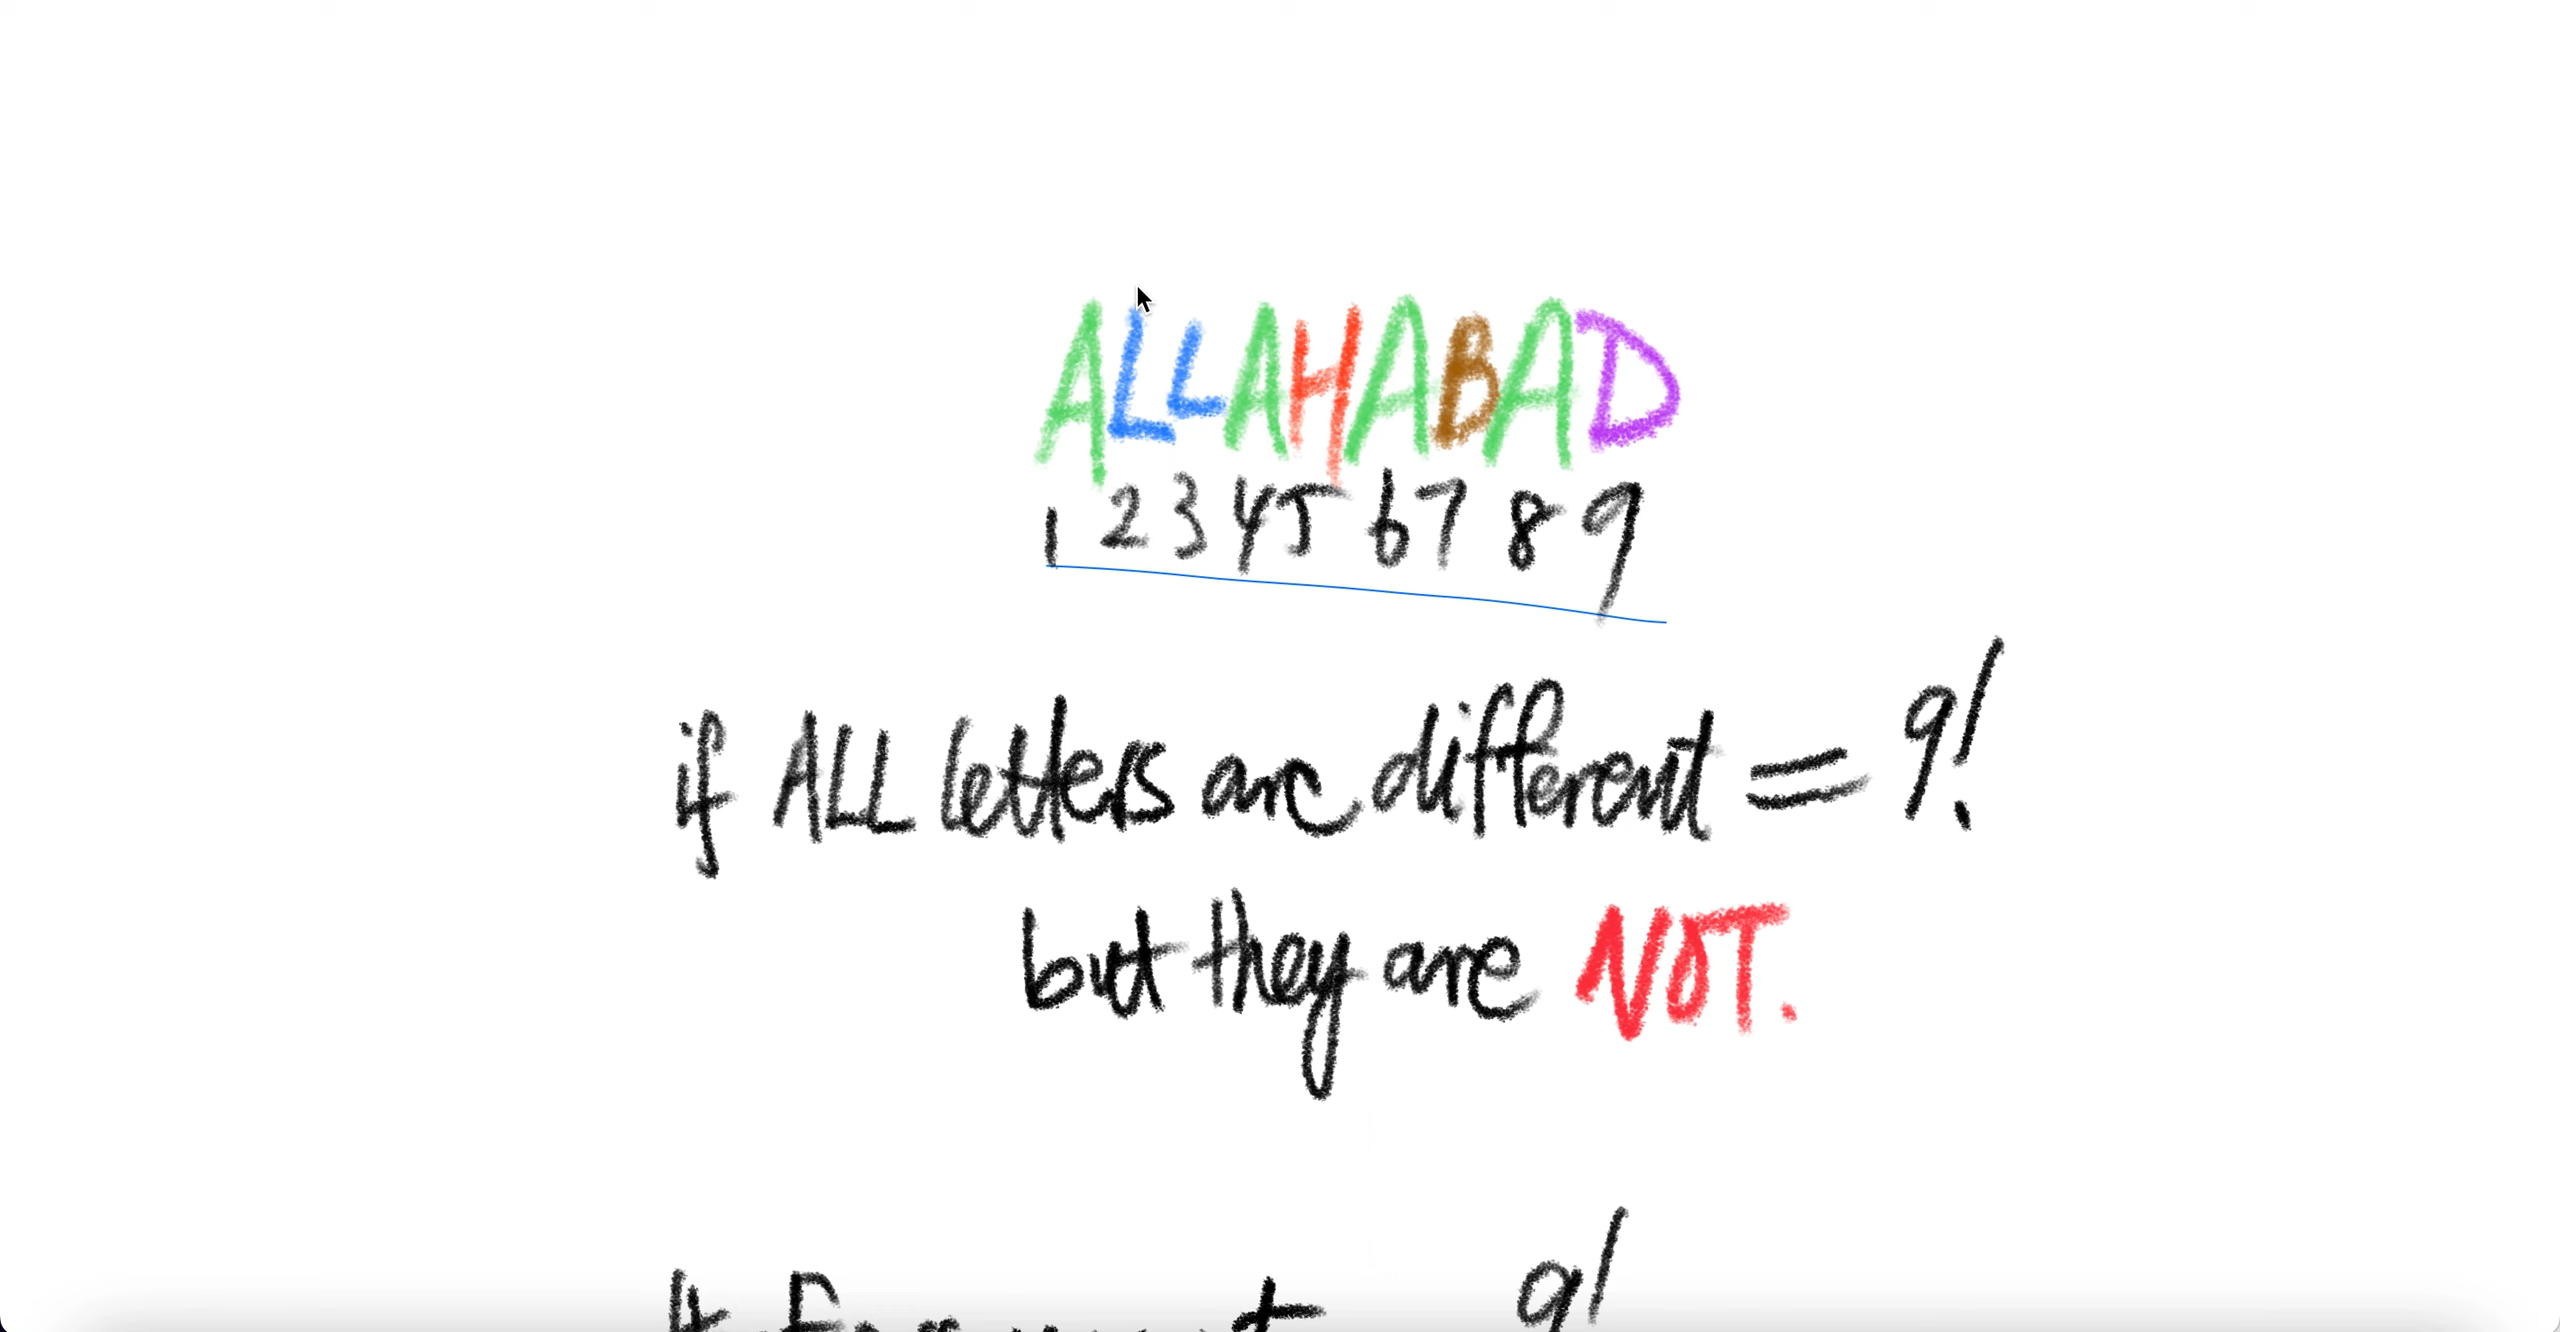 ALLAHABAD
1 2 3 4 5 6 7 8 9
if ALL letters are different = 9!
but they are NOT.
9!